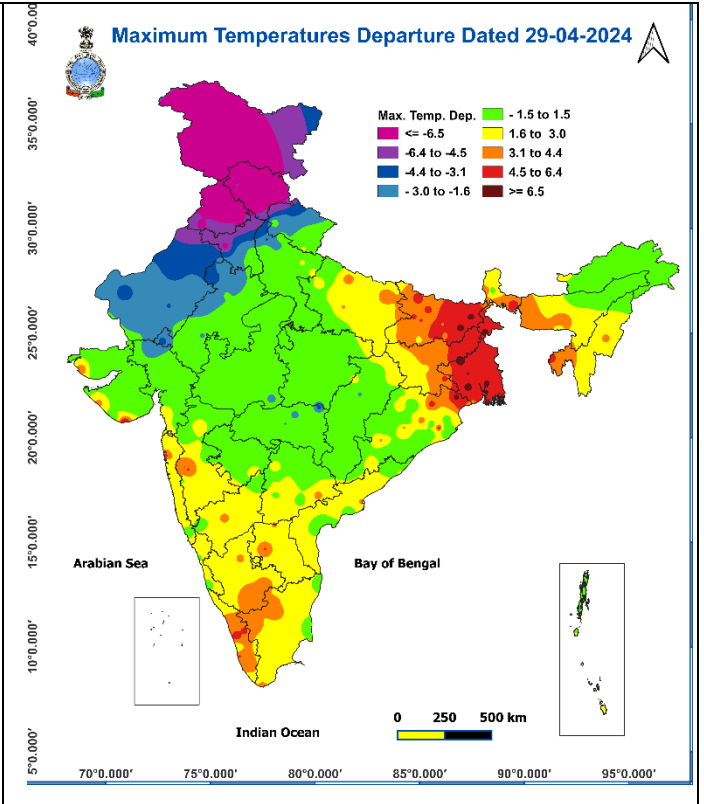 Maximum Temperatures Departure Dated 29-04-2024
Max. Temp. Dep.
<= -6.5
-6.4 to -4.5
-4.4 to -3.1
- 3.0 to -1.6
- 1.5 to 1.5
1.6 to 3.0
3.1 to 4.4
4.5 to 6.4
>= 6.5
40°0.000'
35°0.000'
30°0.000'
25°0.000'
20°0.000'
15°0.000'
10°0.000'
5°0.000'
Arabian Sea
Bay of Bengal
Indian Ocean
0 250 500 km
70°0.000' 75°0.000' 80°0.000' 85°0.000' 90°0.000' 95°0.000'